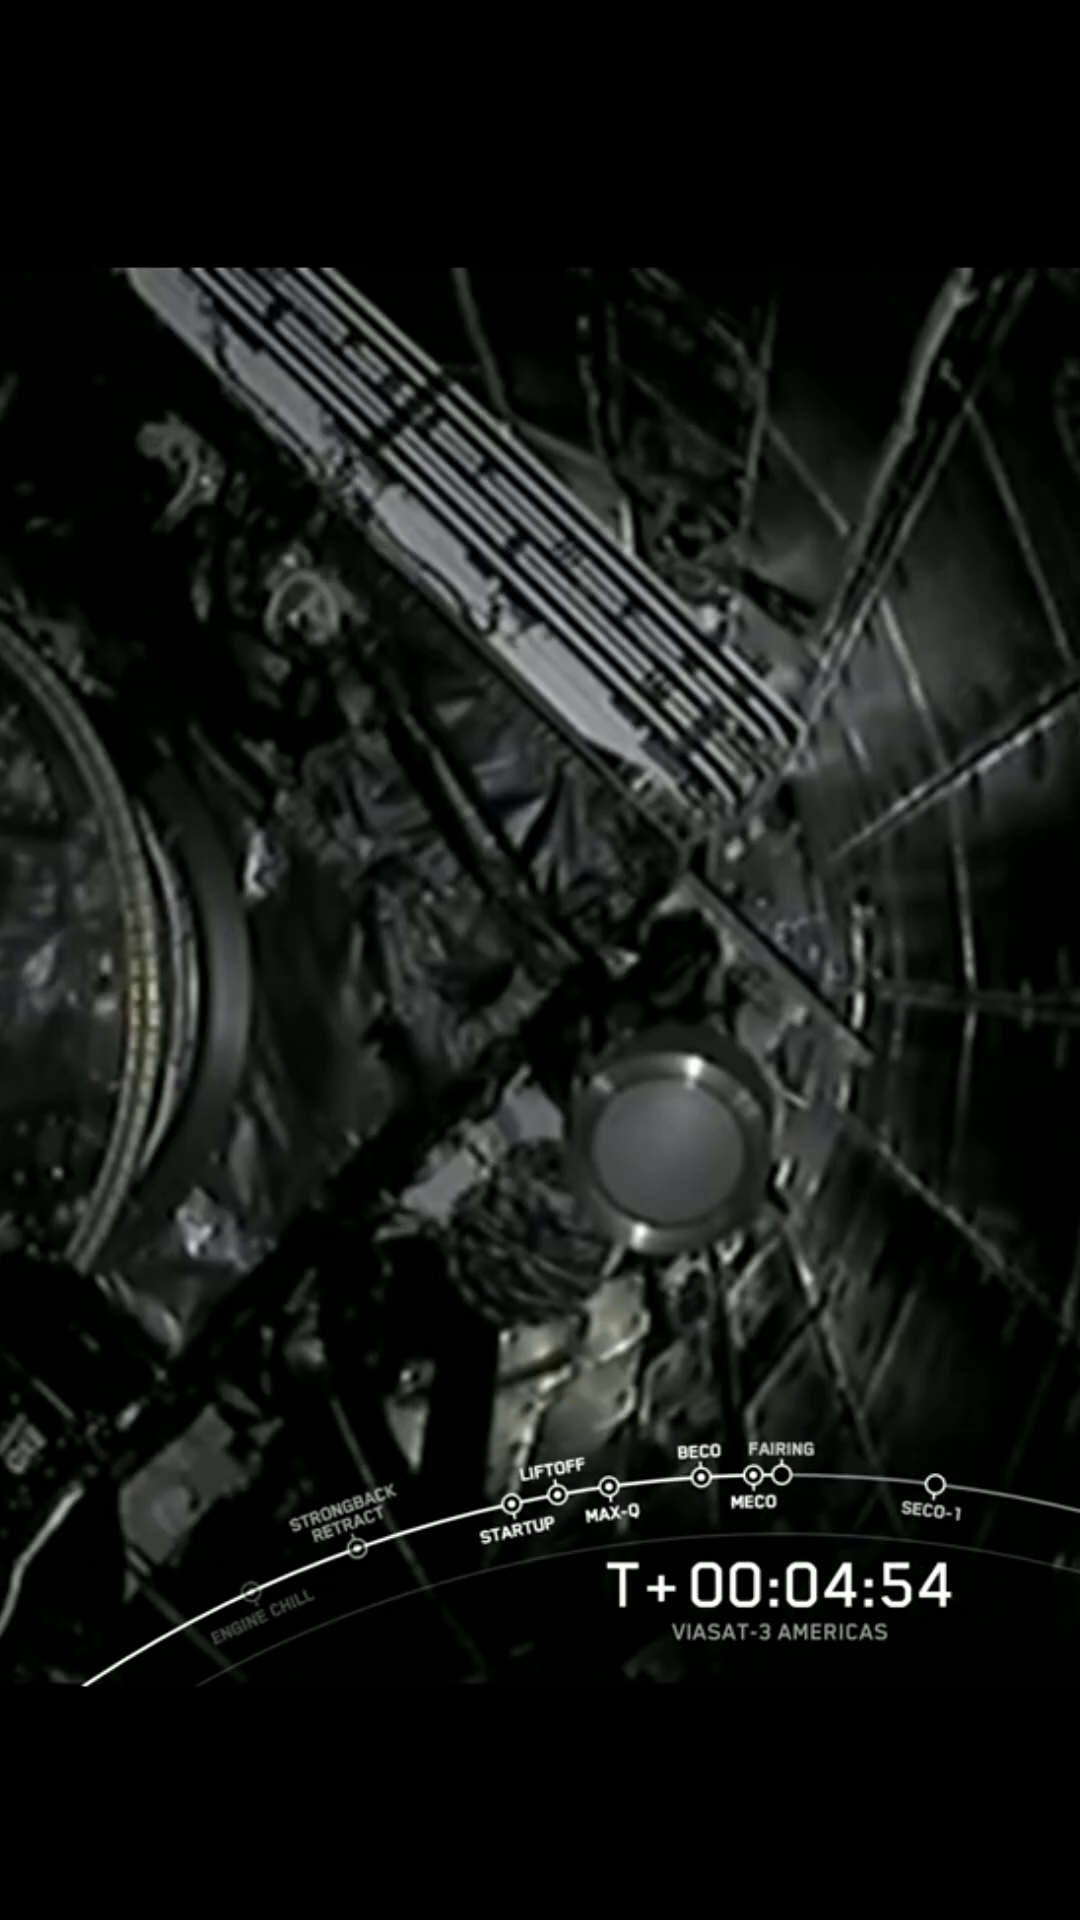 BECO
FAIRING
LIFTOFF
MECO
SECO-1
STRONGBACK
RETRACT
MAX-Q
STARTUP
ENGINE CHILL
T+00:04:54
VIASAT-3 AMERICAS